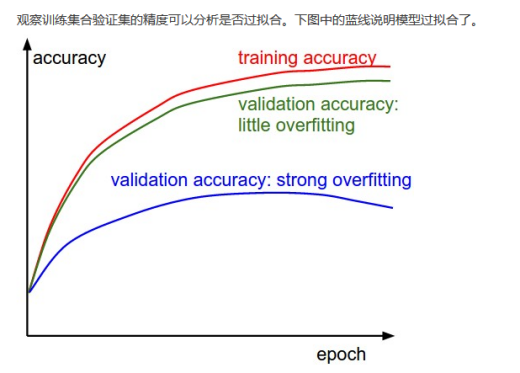 观察训练集合验证集的精度可以分析是否过拟合。下图中的蓝线说明模型过拟合了。
accuracy
training accuracy
validation accuracy:
little overfitting
validation accuracy: strong overfitting
epoch